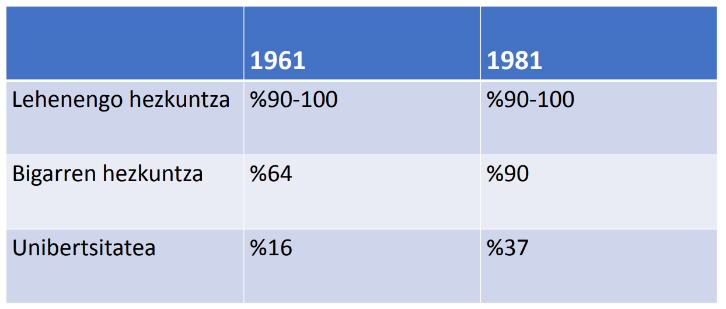 1961 1981
Lehenengo hezkuntza %90-100 %90-100
Bigarren hezkuntza %64 %90
Unibertsitatea %16 %37